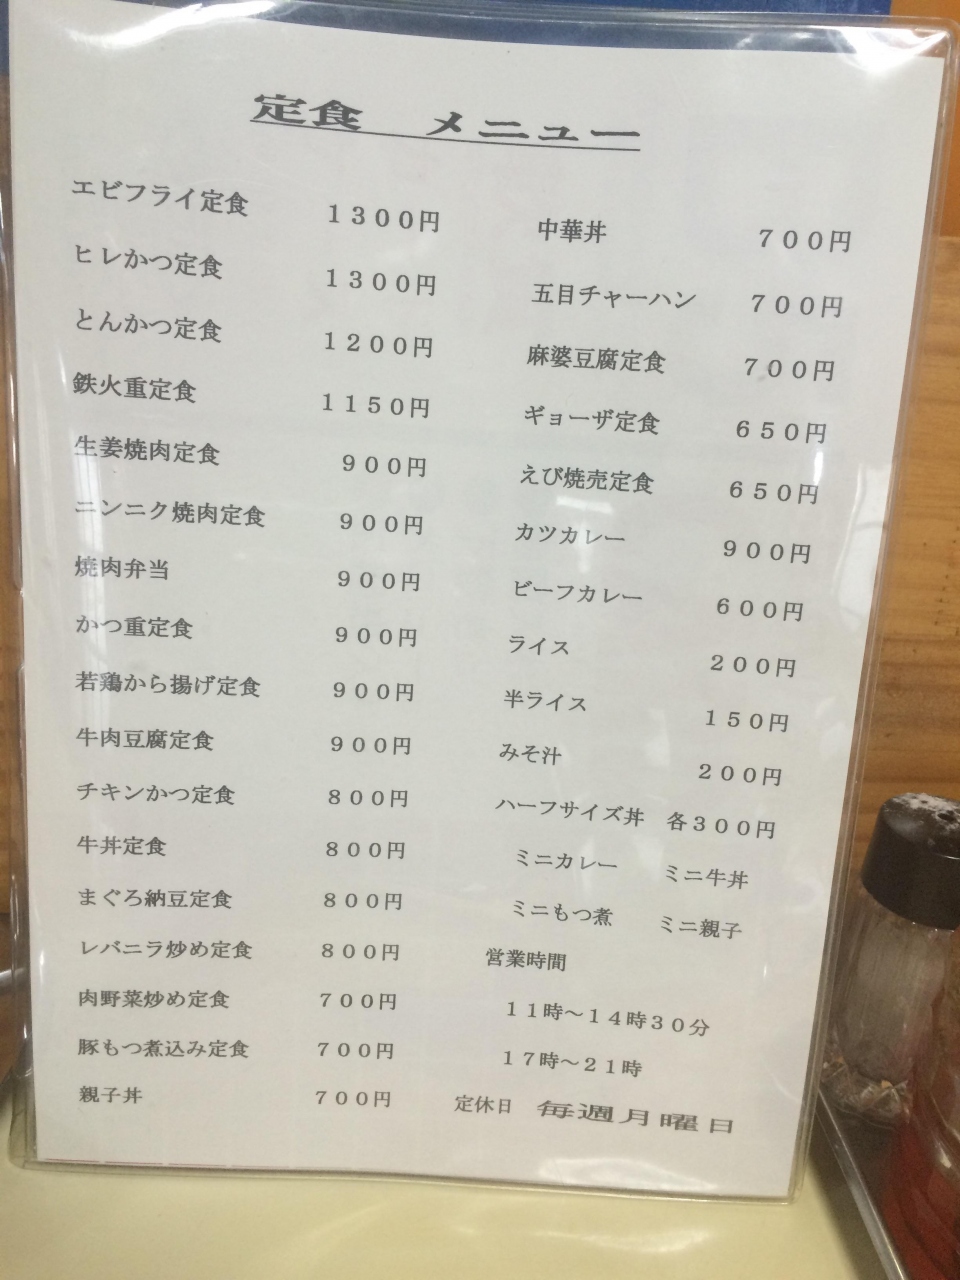 定食　メニュー
エビフライ定食　１３００円
ヒレかつ定食　１３００円
とんかつ定食　１２００円
鉄火重定食　１１５０円
生姜焼肉定食　９００円
ニンニク焼肉定食　９００円
焼肉弁当　９００円
かつ重定食　９００円
若鶏から揚げ定食　９００円
牛肉豆腐定食　９００円
チキンかつ定食　８００円
牛丼定食　８００円
まぐろ納豆定食　８００円
レバニラ炒め定食　８００円
肉野菜炒め定食　７００円
豚もつ煮込み定食　７００円
親子丼　７００円
中華丼　７００円
五目チャーハン　７００円
麻婆豆腐定食　７００円
ギョーザ定食　６５０円
えび焼売定食　６５０円
カツカレー　９００円
ビーフカレー　６００円
ライス　２００円
半ライス　１５０円
みそ汁　２００円
ハーフサイズ丼　各３００円
ミニカレー　ミニ牛丼
ミニもつ煮　ミニ親子
営業時間
１１時～１４時３０分
１７時～２１時
定休日　毎週月曜日